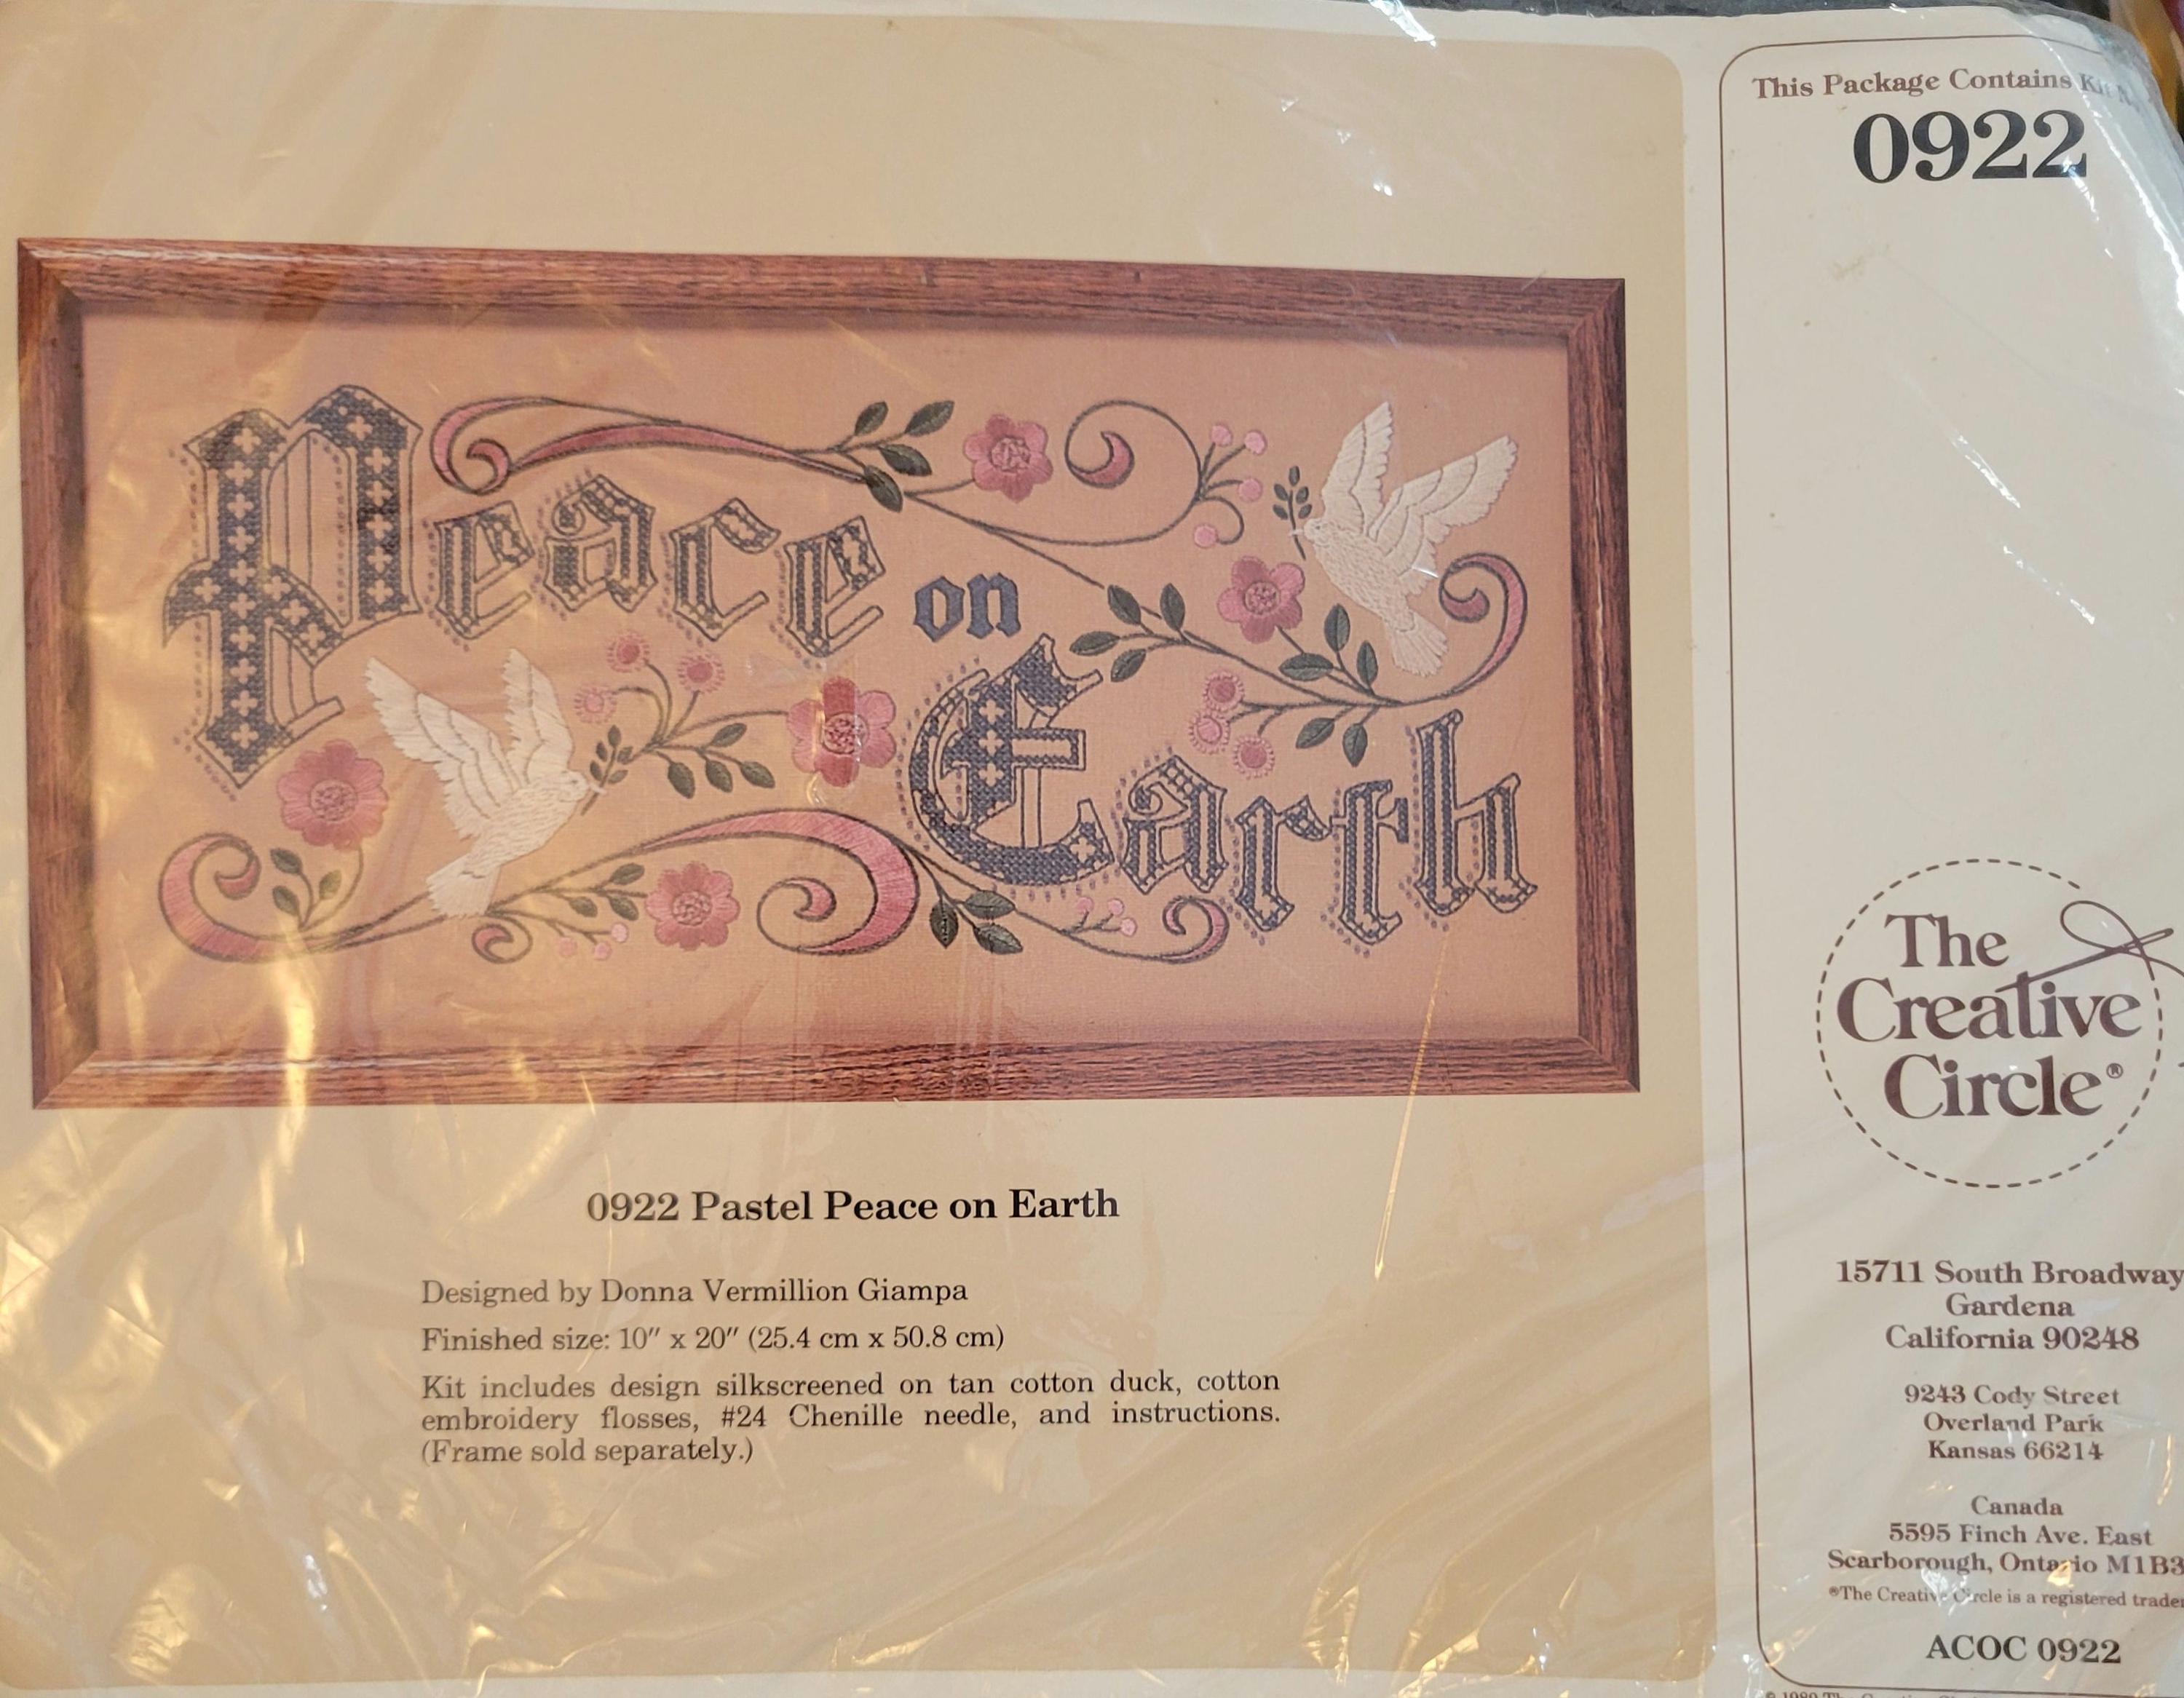 Peace
on
Earth
0922 Pastel Peace on Earth
Designed by Donna Vermillion Giampa
Finished size: 10" x 20" (25.4 cm x 50.8 cm)
Kit includes design silkscreened on tan cotton duck, cotton
embroidery flosses, #24 Chenille needle, and instructions.
(Frame sold separately.)
This Package Contains Kit
0922
The
Creative
Circle®
15711 South Broadway
Gardena
California 90248
9243 Cody Street
Overland Park
Kansas 66214
Canada
5595 Finch Ave. East
Scarborough, Ontario M1B3
®The Creative Circle is a registered
ACOC 0922